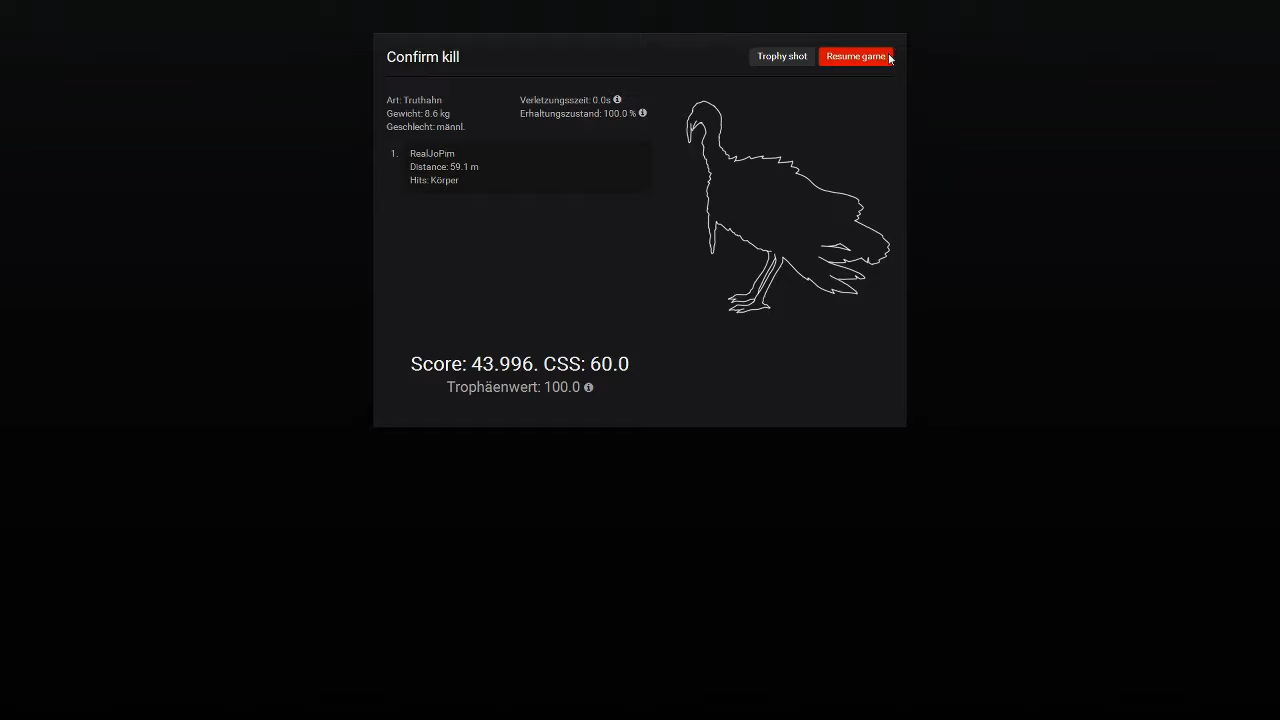 Confirm kill
Trophy shot
Resume game
Art: Truthahn
Gewicht: 8.6 kg
Geschlecht: männl.
Verletzungsszeit: 0.0s
Erhaltungszustand: 100.0 %
1. RealJoPim
Distance: 59.1 m
Hits: Körper
Score: 43.996. CSS: 60.0
Trophäenwert: 100.0